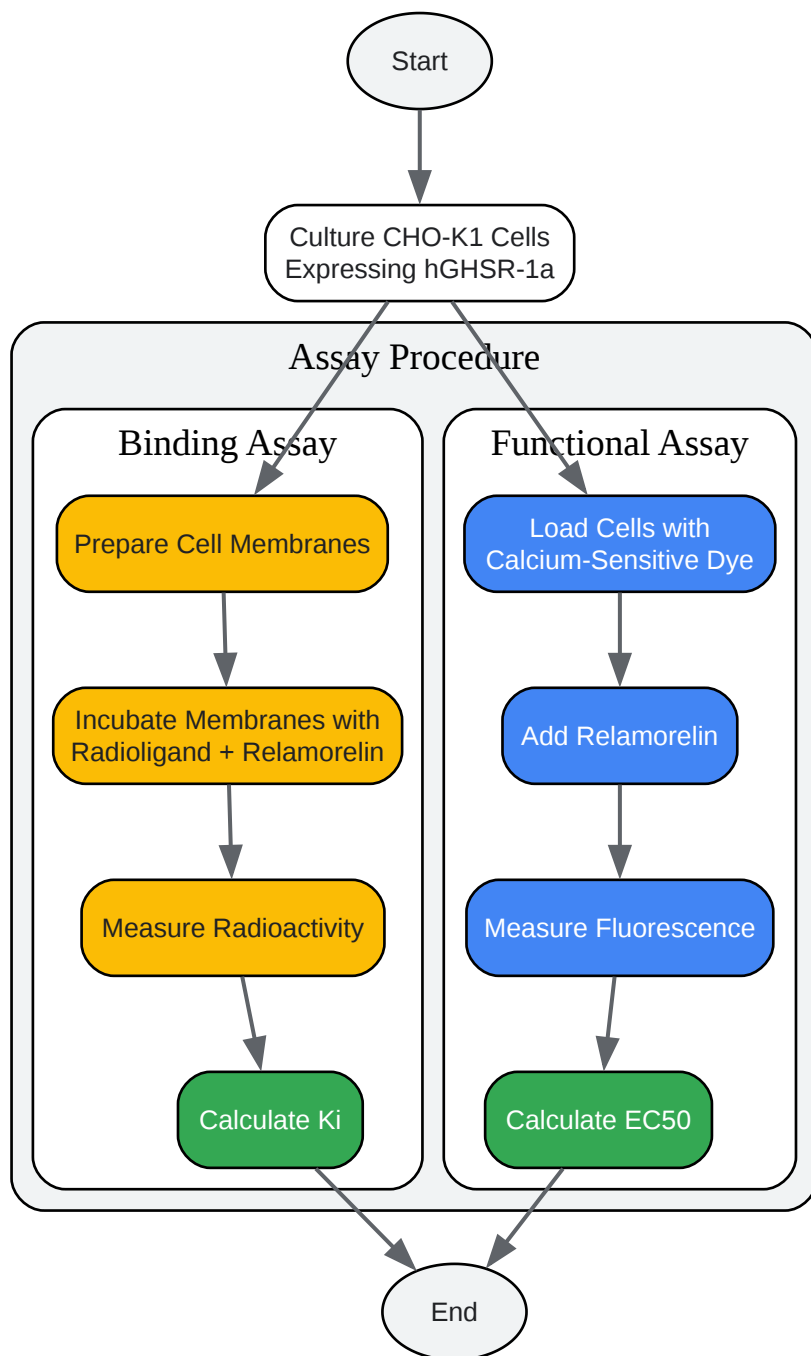 Start
Culture CHO-K1 Cells
Expressing hGHSR-1a
Assay Procedure
Binding Assay
Prepare Cell Membranes
Incubate Membranes with
Radioligand + Relamorelin
Measure Radioactivity
Calculate Ki
Functional Assay
Load Cells with
Calcium-Sensitive Dye
Add Relamorelin
Measure Fluorescence
Calculate EC50
End